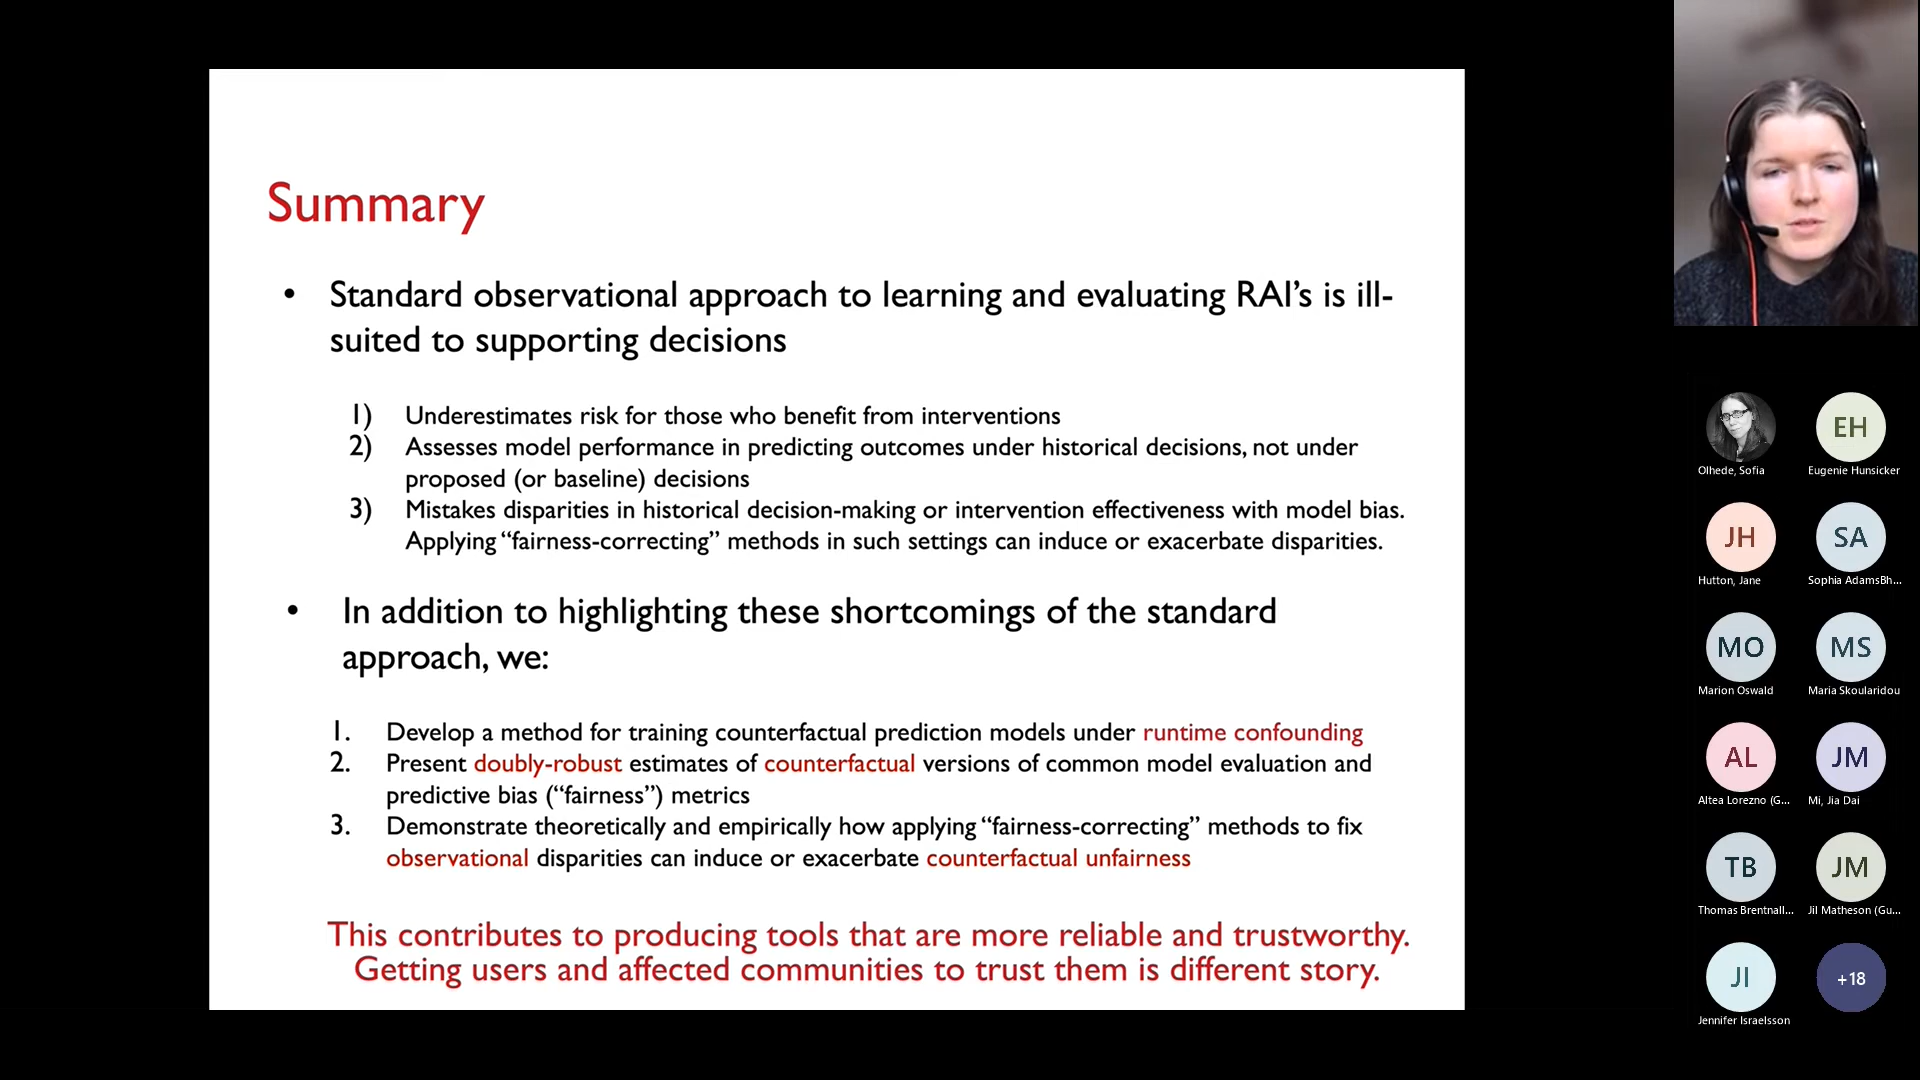 Summary
• Standard observational approach to learning and evaluating RAI’s is ill-
suited to supporting decisions
1) Underestimates risk for those who benefit from interventions
2) Assesses model performance in predicting outcomes under historical decisions, not under
proposed (or baseline) decisions
3) Mistakes disparities in historical decision-making or intervention effectiveness with model bias.
Applying “fairness-correcting” methods in such settings can induce or exacerbate disparities.
• In addition to highlighting these shortcomings of the standard
approach, we:
1. Develop a method for training counterfactual prediction models under runtime confounding
2. Present doubly-robust estimates of counterfactual versions of common model evaluation and
predictive bias (“fairness”) metrics
3. Demonstrate theoretically and empirically how applying “fairness-correcting” methods to fix
observational disparities can induce or exacerbate counterfactual unfairness
This contributes to producing tools that are more reliable and trustworthy.
Getting users and affected communities to trust them is different story.
EH
Olhede, Sofia
Eugenie Hunsicker
JH
SA
Hutton, Jane
Sophia AdamsBh...
MO
MS
Marion Oswald
Maria Skoularidou
AL
JM
Altea Lorezno (G...
Mi, Jia Dai
TB
JM
Thomas Brentnall...
Jil Matheson (Gu...
JI
+18
Jennifer Israelsson